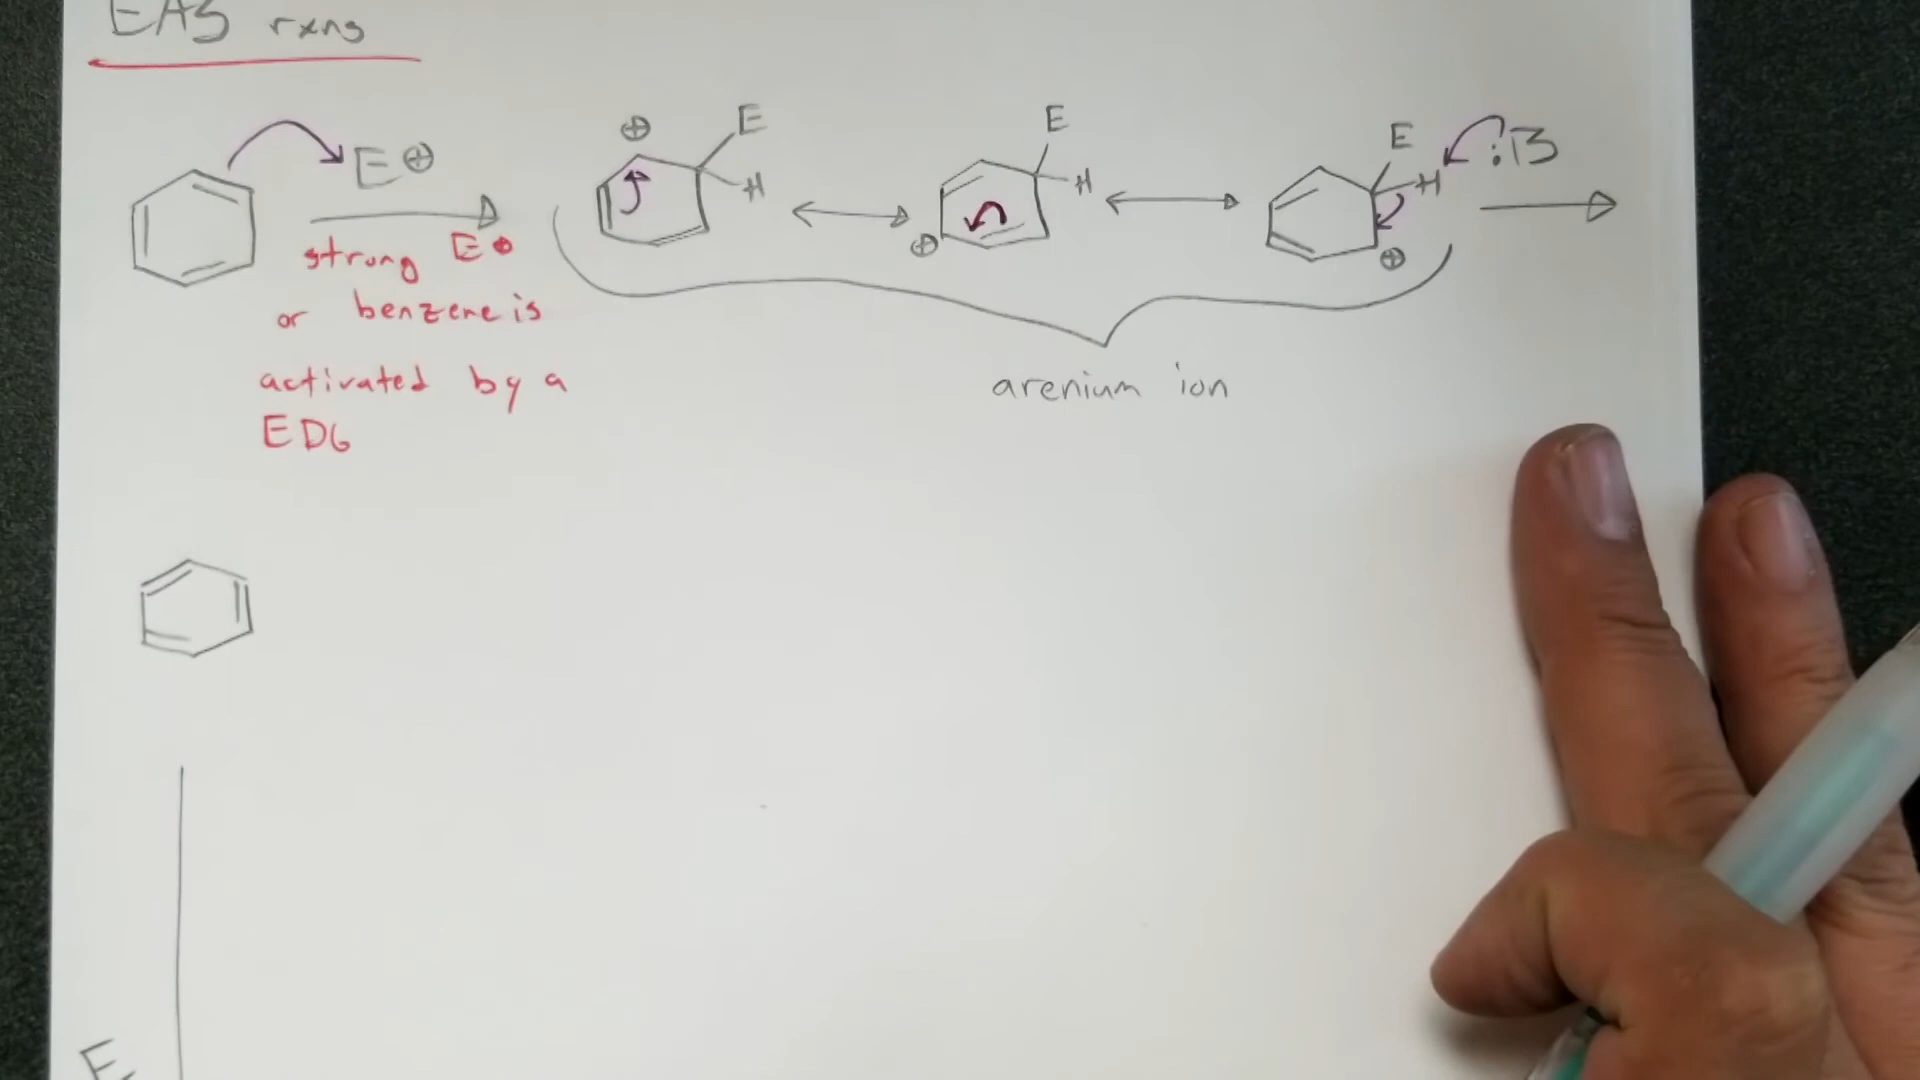 EAS rxns
E⊕
strong E⊕
or benzene is
activated by a
EDG
⊕ E H
E H ⊕
E H :B ⊕
arenium ion
E